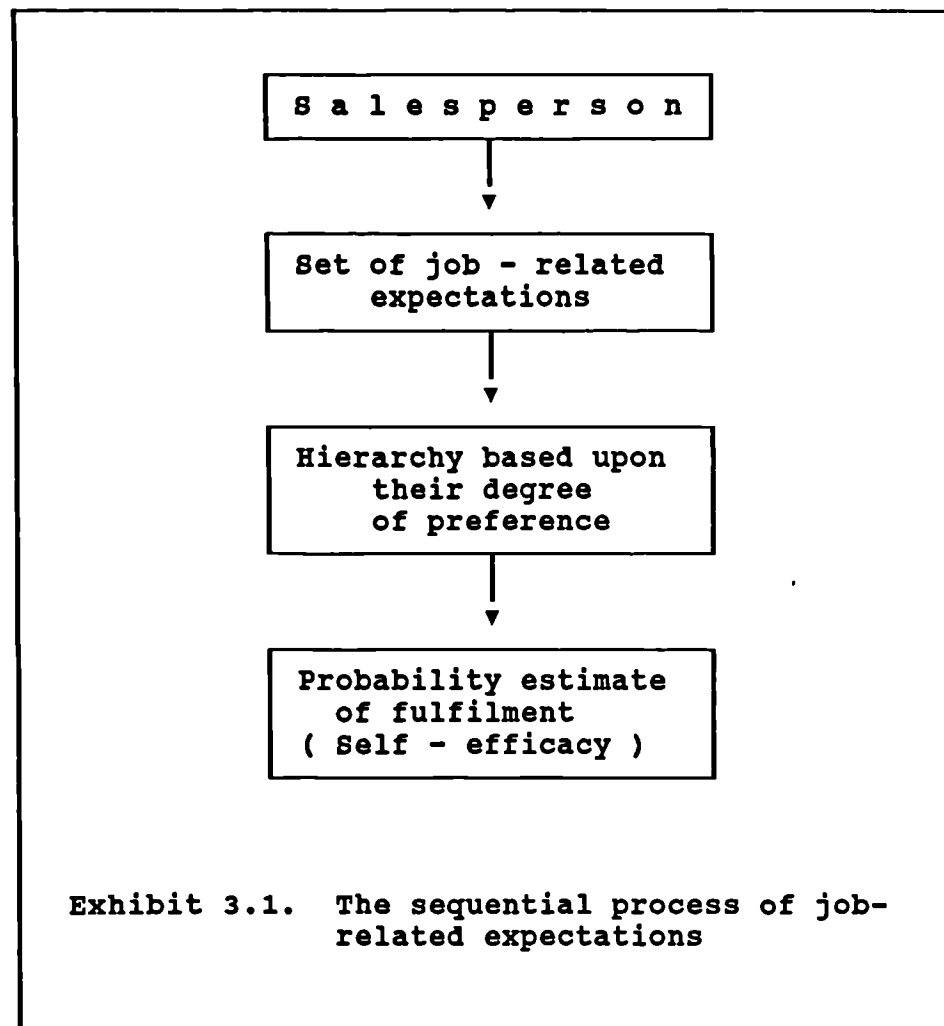 Salesperson
Set of job - related
expectations
Hierarchy based upon
their degree
of preference
Probability estimate
of fulfilment
( Self - efficacy )
Exhibit 3.1. The sequential process of job-
related expectations